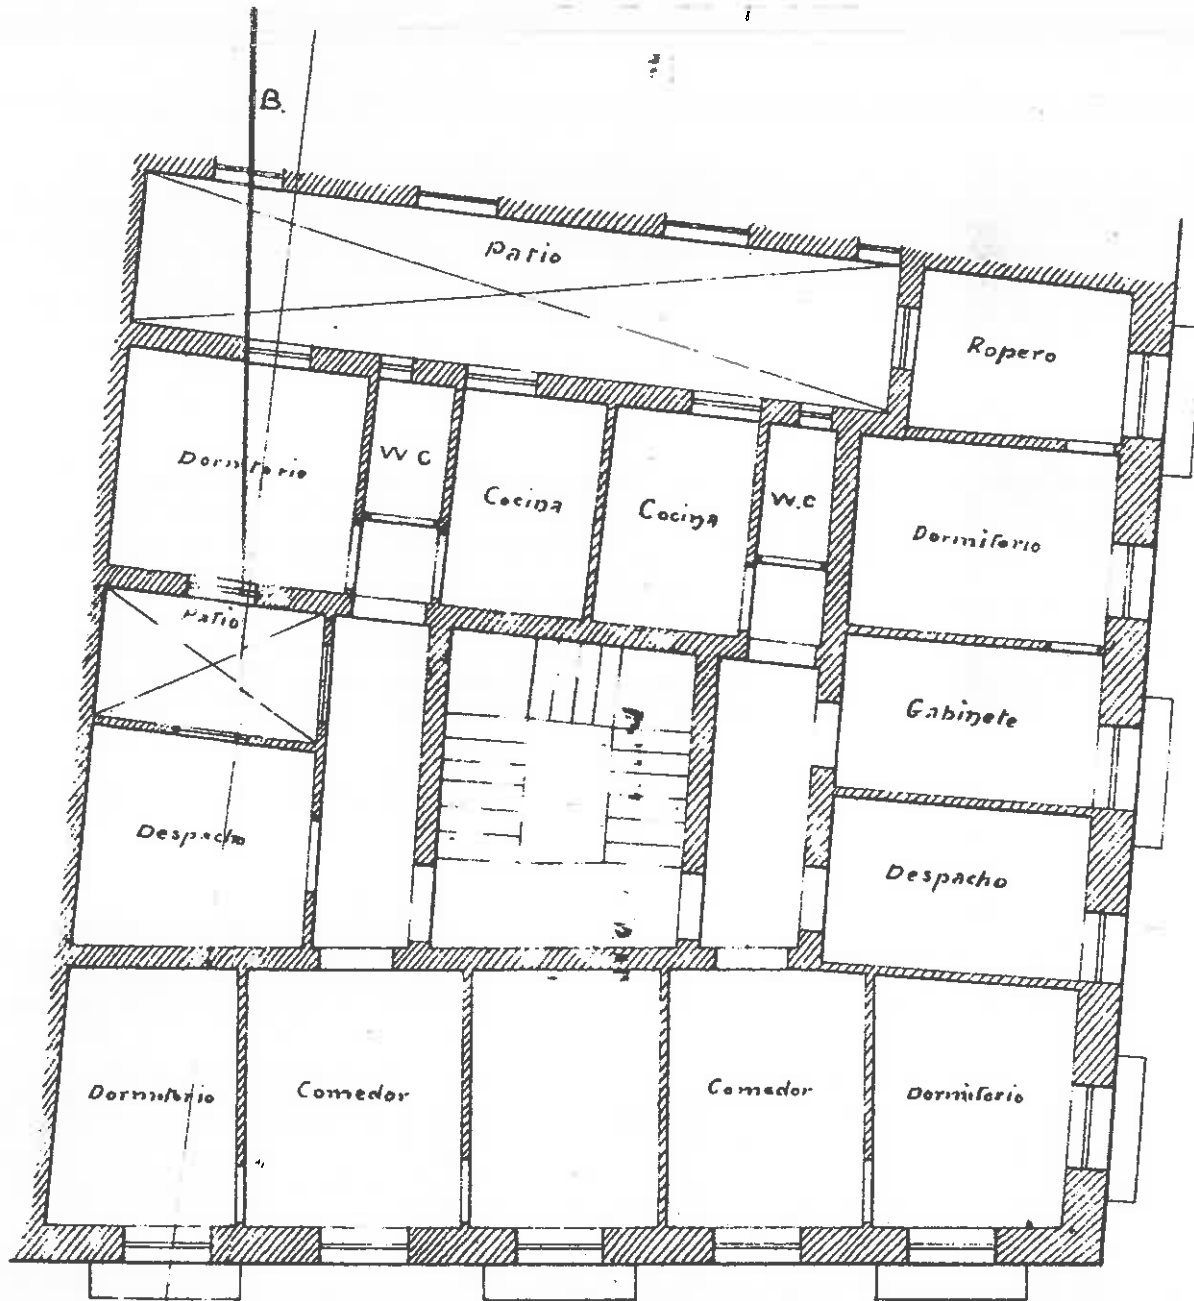 B.
Patio
Ropero
Dormitorio
W C
Cocina
Cocina
W.C
Dormitorio
Patio
Gabinete
Despacho
Despacho
Dormitorio
Comedor
Comedor
Dormitorio